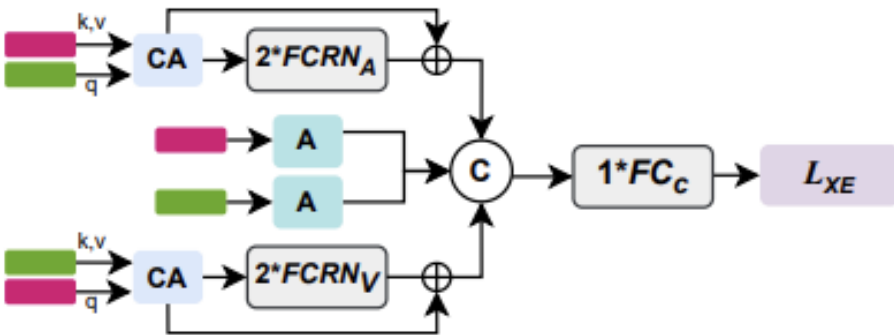 k,v
CA
q
2*FCRN_A
A
A
C
1*FC_c
L_XE
k,v
CA
q
2*FCRN_V